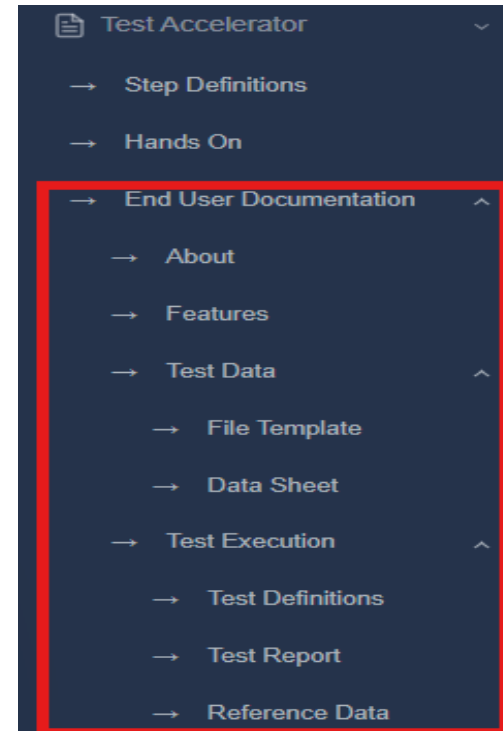 Test Accelerator
→ Step Definitions
→ Hands On
→ End User Documentation
→ About
→ Features
→ Test Data
→ File Template
→ Data Sheet
→ Test Execution
→ Test Definitions
→ Test Report
→ Reference Data